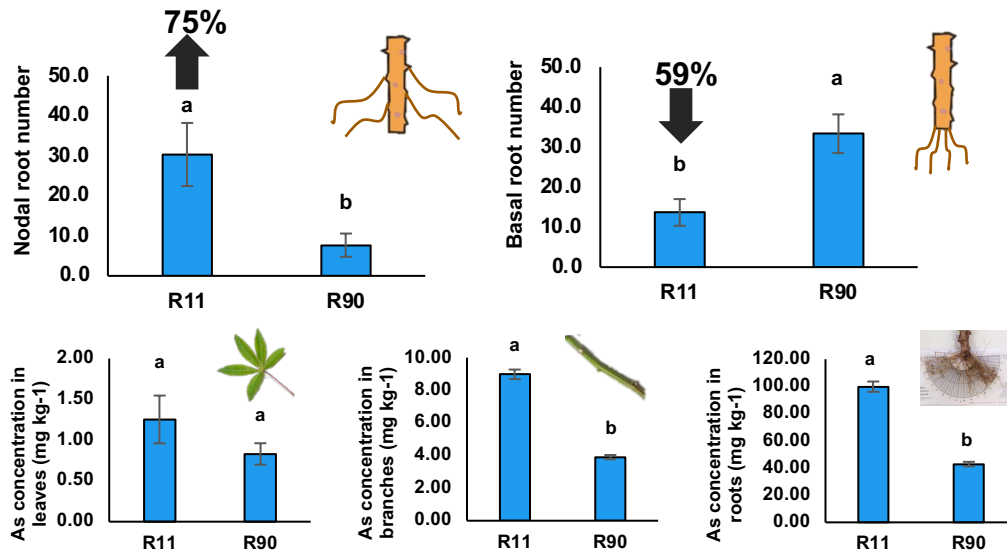 75%
Nodal root number
50.0
40.0
30.0
20.0
10.0
0.0
a
b
R11
R90
59%
Basal root number
50.0
40.0
30.0
20.0
10.0
0.0
b
a
R11
R90
As concentration in
leaves (mg kg-1)
2.00
1.50
1.00
0.50
0.00
a
a
R11
R90
As concentration in
branches (mg kg-1)
10.00
8.00
6.00
4.00
2.00
0.00
a
b
R11
R90
As concentration in
roots (mg kg-1)
120.00
100.00
80.00
60.00
40.00
20.00
0.00
a
b
R11
R90